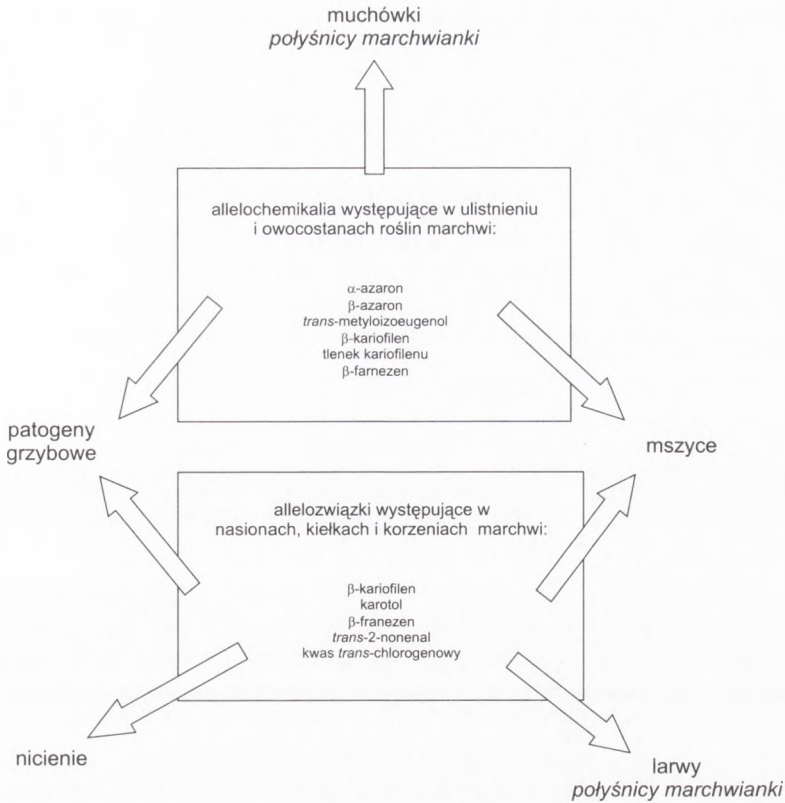 muchówki
połyśnicy marchwianki
allelochemikalia występujące w ulistnieniu
i owocostanach roślin marchwi:
α-azaron
β-azaron
trans-metyloizoeugenol
β-kariofilen
tlenek kariofilenu
β-farnezen
patogeny
grzybowe
mszyce
allelozwiązki występujące w
nasionach, kiełkach i korzeniach marchwi:
β-kariofilen
karotol
β-franezen
trans-2-nonenal
kwas trans-chlorogenowy
nicienie
larwy
połyśnicy marchwianki